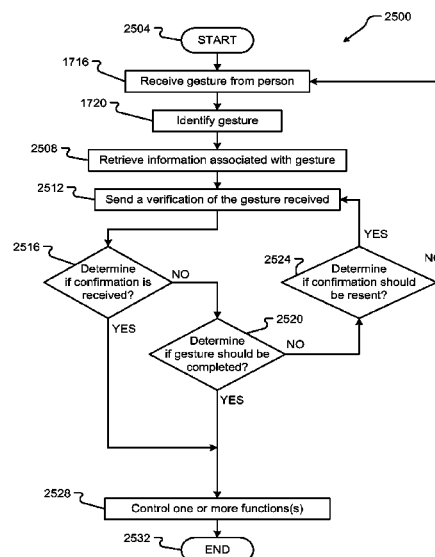 2500
2504
START
1716
Receive gesture from person
1720
Identify gesture
2508
Retrieve information associated with gesture
2512
Send a verification of the gesture received
2516
Determine
if confirmation is
received?
NO
YES
2524
YES
NO
Determine
if confirmation should
be resent?
2520
Determine
if gesture should be
completed?
NO
YES
2528
Control one or more functions(s)
2532
END